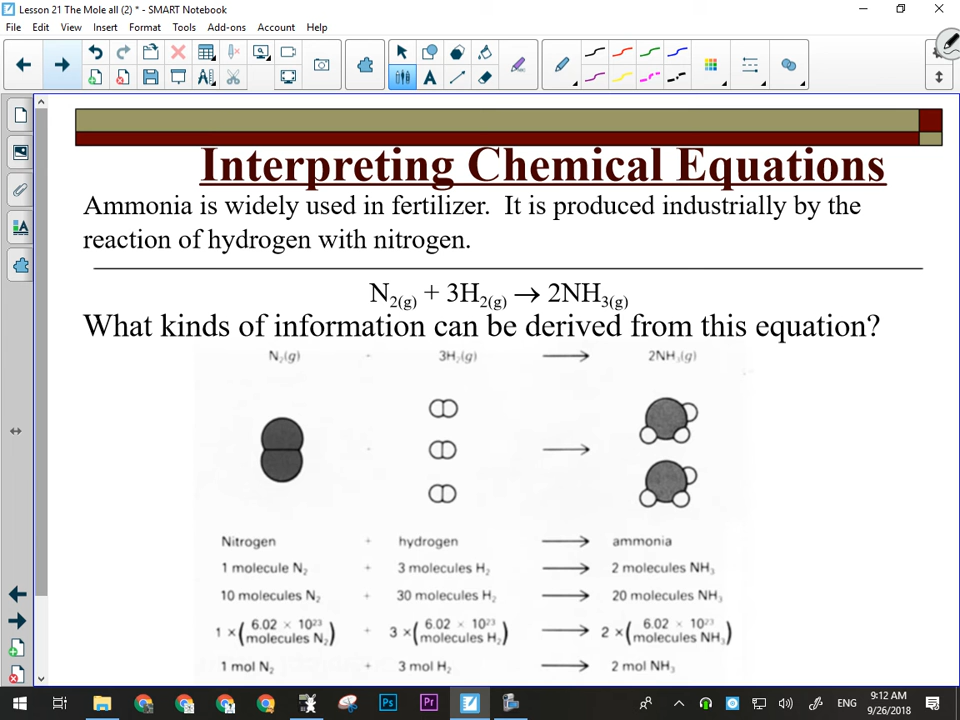 Lesson 21 The Mole all (2) * - SMART Notebook
File Edit View Insert Format Tools Add-ons Account Help
Interpreting Chemical Equations
Ammonia is widely used in fertilizer. It is produced industrially by the
reaction of hydrogen with nitrogen.
N₂(g) + 3H₂(g) → 2NH₃(g)
What kinds of information can be derived from this equation?
N₂(g) 3H₂(g) → 2NH₃(g)
→
Nitrogen + hydrogen → ammonia
1 molecule N₂ + 3 molecules H₂ → 2 molecules NH₃
10 molecules N₂ + 30 molecules H₂ → 20 molecules NH₃
1 × (6.02 × 10²³ molecules N₂) + 3 × (6.02 × 10²³ molecules H₂) → 2 × (6.02 × 10²³ molecules NH₃)
1 mol N₂ + 3 mol H₂ → 2 mol NH₃
Ps Pr ENG 9:12 AM
9/26/2018